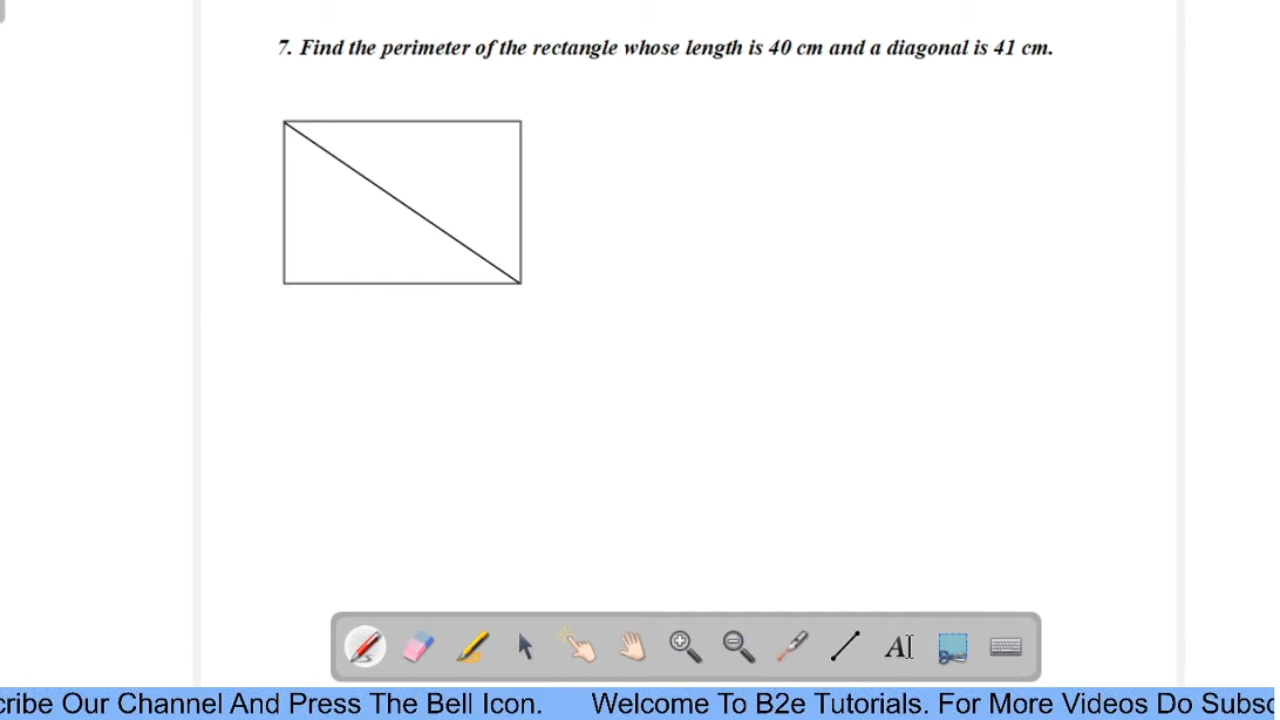 7. Find the perimeter of the rectangle whose length is 40 cm and a diagonal is 41 cm.
AI
cribe Our Channel And Press The Bell Icon. Welcome To B2e Tutorials. For More Videos Do Subsc